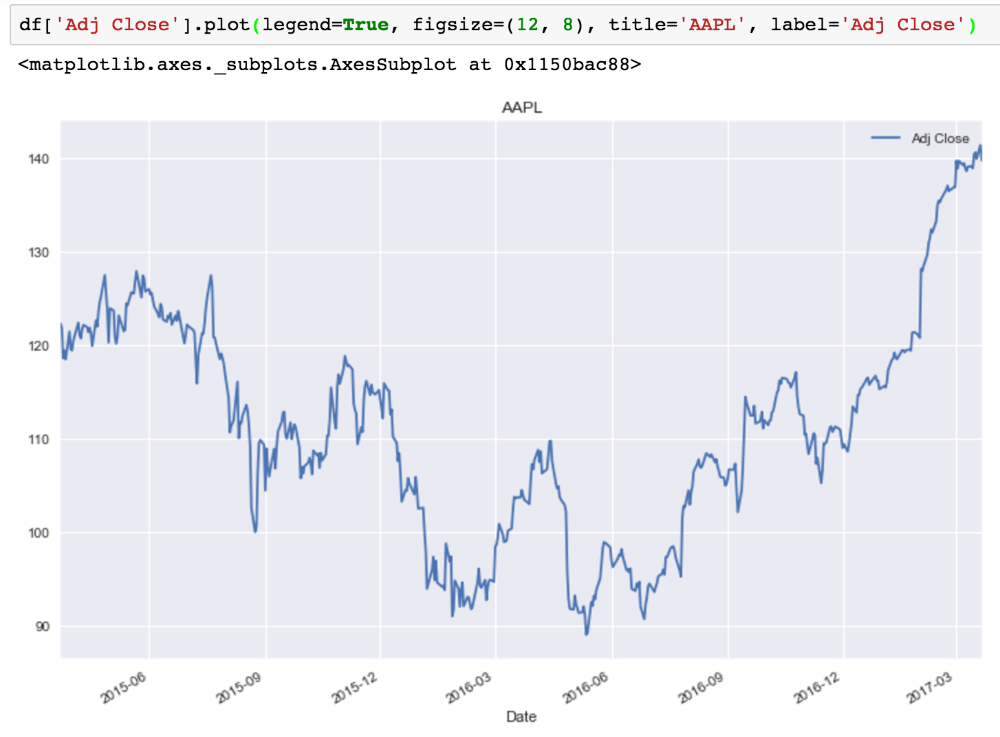 df['Adj Close'].plot(legend=True, figsize=(12, 8), title='AAPL', label='Adj Close')
<matplotlib.axes._subplots.AxesSubplot at 0x1150bac88>
AAPL
Adj Close
140
130
120
110
100
90
2015-06
2015-09
2015-12
2016-03
2016-06
2016-09
2016-12
2017-03
Date